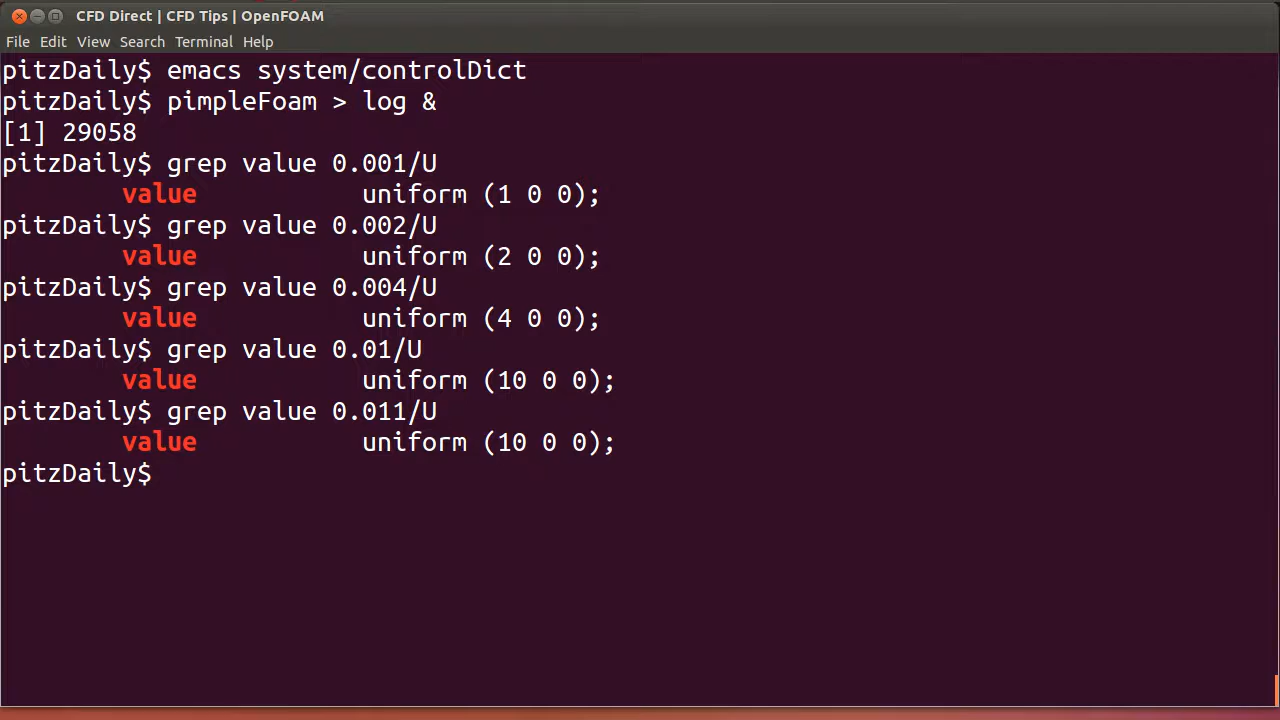 CFD Direct | CFD Tips | OpenFOAM
File Edit View Search Terminal Help
pitzDaily$ emacs system/controlDict
pitzDaily$ pimpleFoam > log &
[1] 29058
pitzDaily$ grep value 0.001/U
value uniform (1 0 0);
pitzDaily$ grep value 0.002/U
value uniform (2 0 0);
pitzDaily$ grep value 0.004/U
value uniform (4 0 0);
pitzDaily$ grep value 0.01/U
value uniform (10 0 0);
pitzDaily$ grep value 0.011/U
value uniform (10 0 0);
pitzDaily$